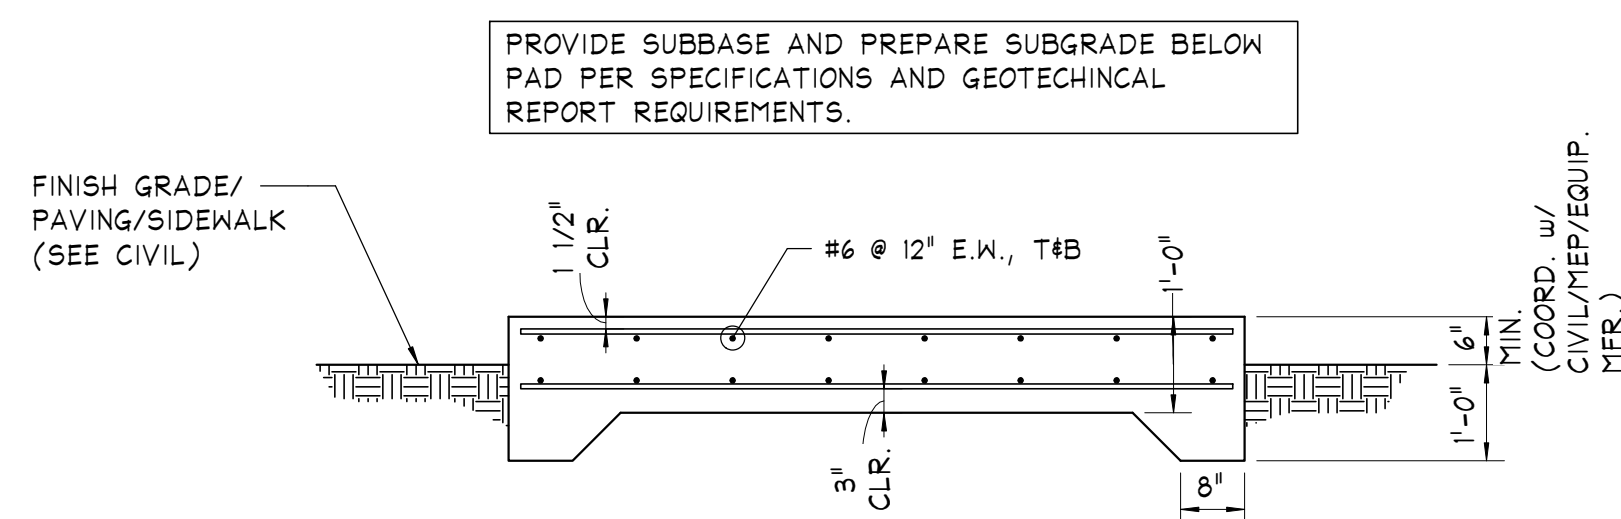 PROVIDE SUBBASE AND PREPARE SUBGRADE BELOW
PAD PER SPECIFICATIONS AND GEOTECHINCAL
REPORT REQUIREMENTS.
FINISH GRADE/
PAVING/SIDEWALK
(SEE CIVIL)
1 1/2"
CLR.
#6 @ 12" E.W., T&B
1'-0"
6"
MIN.
(COORD. w/
CIVIL/MEP/EQUIP.
MFR.)
1'-0"
3"
CLR.
8"